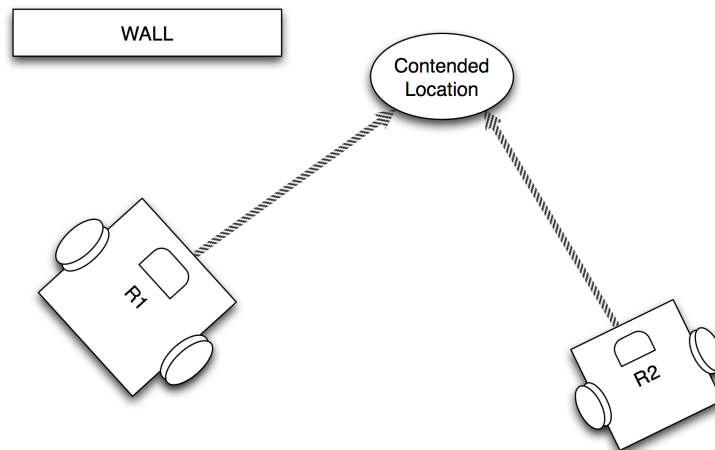 WALL
Contended
Location
R1
R2